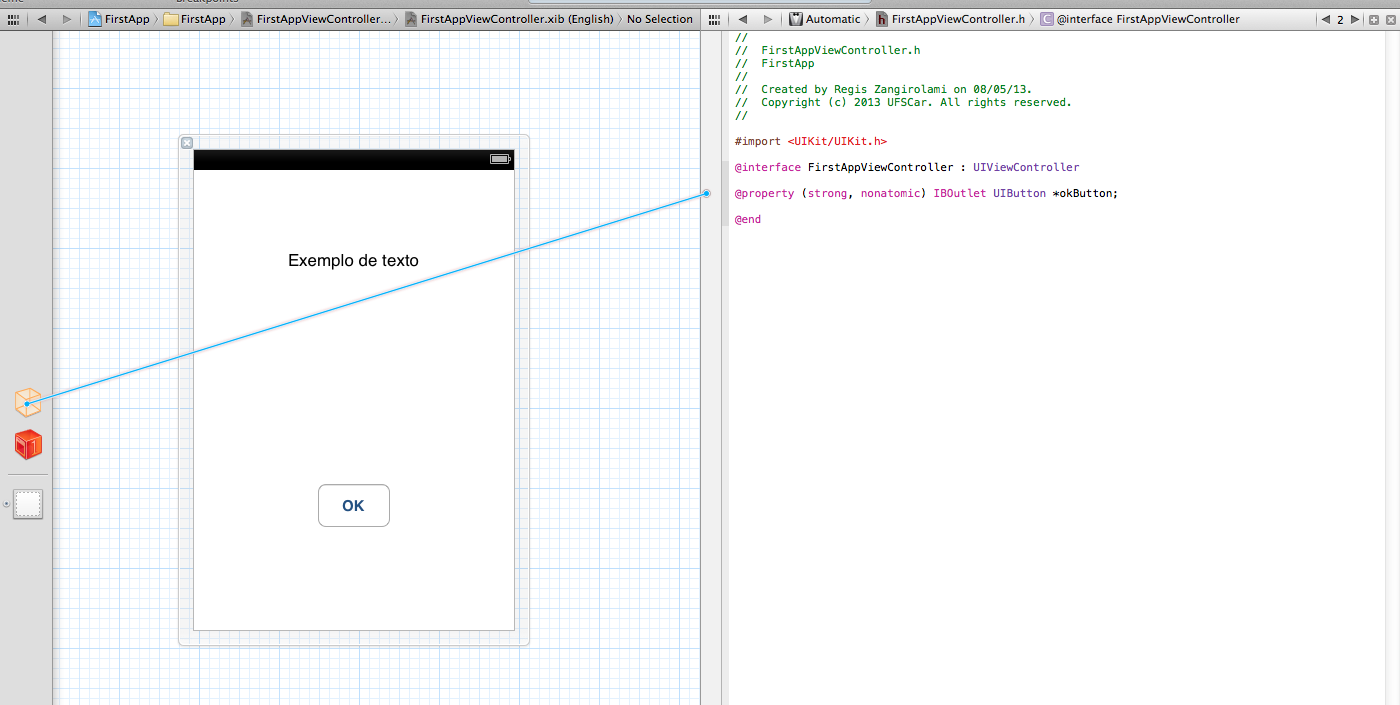 Breakpoints
FirstApp
FirstApp
FirstAppViewController...
FirstAppViewController.xib (English)
No Selection
Automatic
FirstAppViewController.h
C
@interface FirstAppViewController
2
//
//  FirstAppViewController.h
//  FirstApp
//
//  Created by Regis Zangirolami on 08/05/13.
//  Copyright (c) 2013 UFSCar. All rights reserved.
//
#import <UIKit/UIKit.h>
@interface FirstAppViewController : UIViewController
@property (strong, nonatomic) IBOutlet UIButton *okButton;
@end
Exemplo de texto
OK